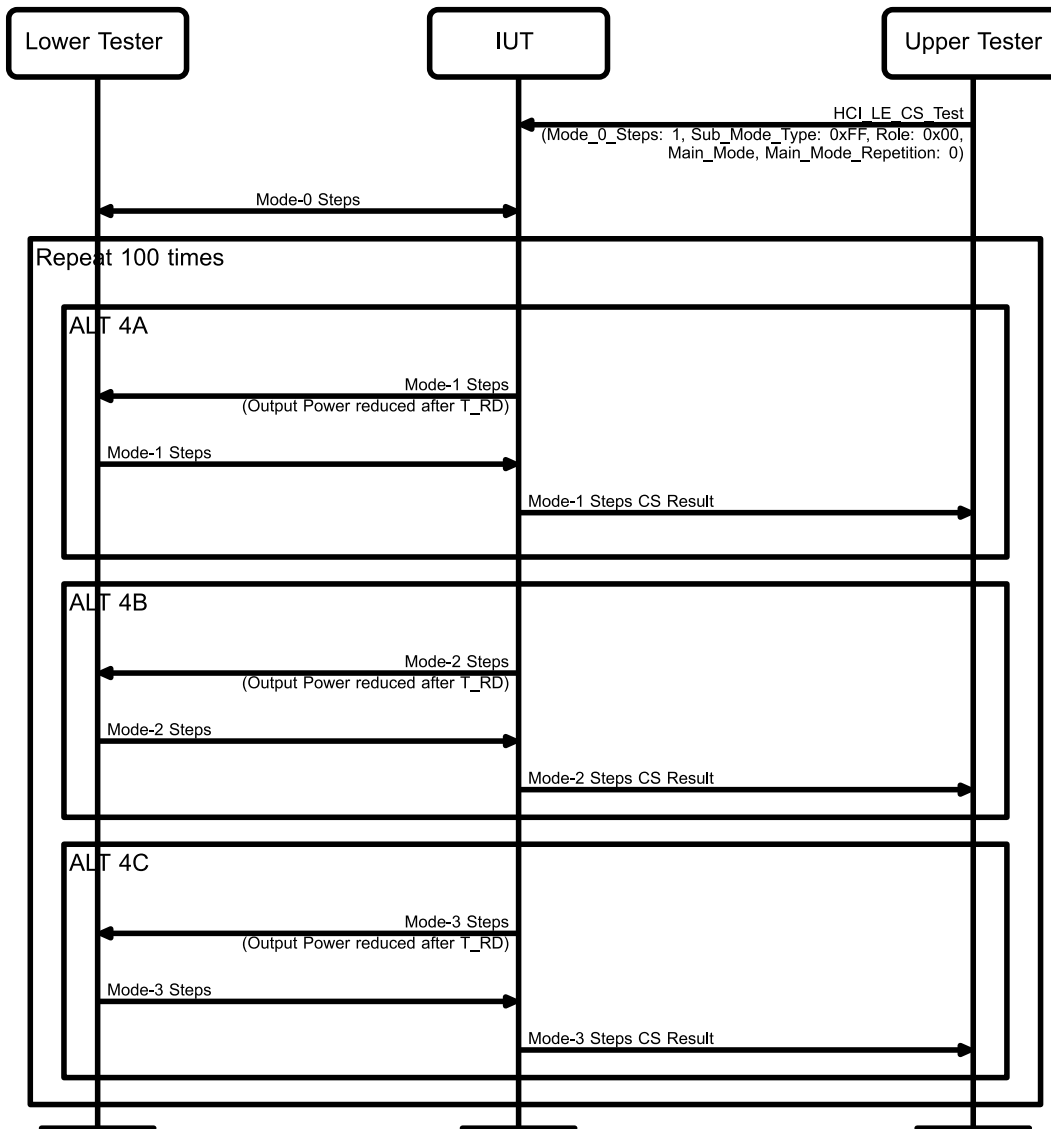 Lower Tester
IUT
Upper Tester
HCI_LE_CS_Test
(Mode_0_Steps: 1, Sub_Mode_Type: 0xFF, Role: 0x00,
Main_Mode, Main_Mode_Repetition: 0)
Mode-0 Steps
Repeat 100 times
ALT 4A
Mode-1 Steps
(Output Power reduced after T_RD)
Mode-1 Steps
Mode-1 Steps CS Result
ALT 4B
Mode-2 Steps
(Output Power reduced after T_RD)
Mode-2 Steps
Mode-2 Steps CS Result
ALT 4C
Mode-3 Steps
(Output Power reduced after T_RD)
Mode-3 Steps
Mode-3 Steps CS Result